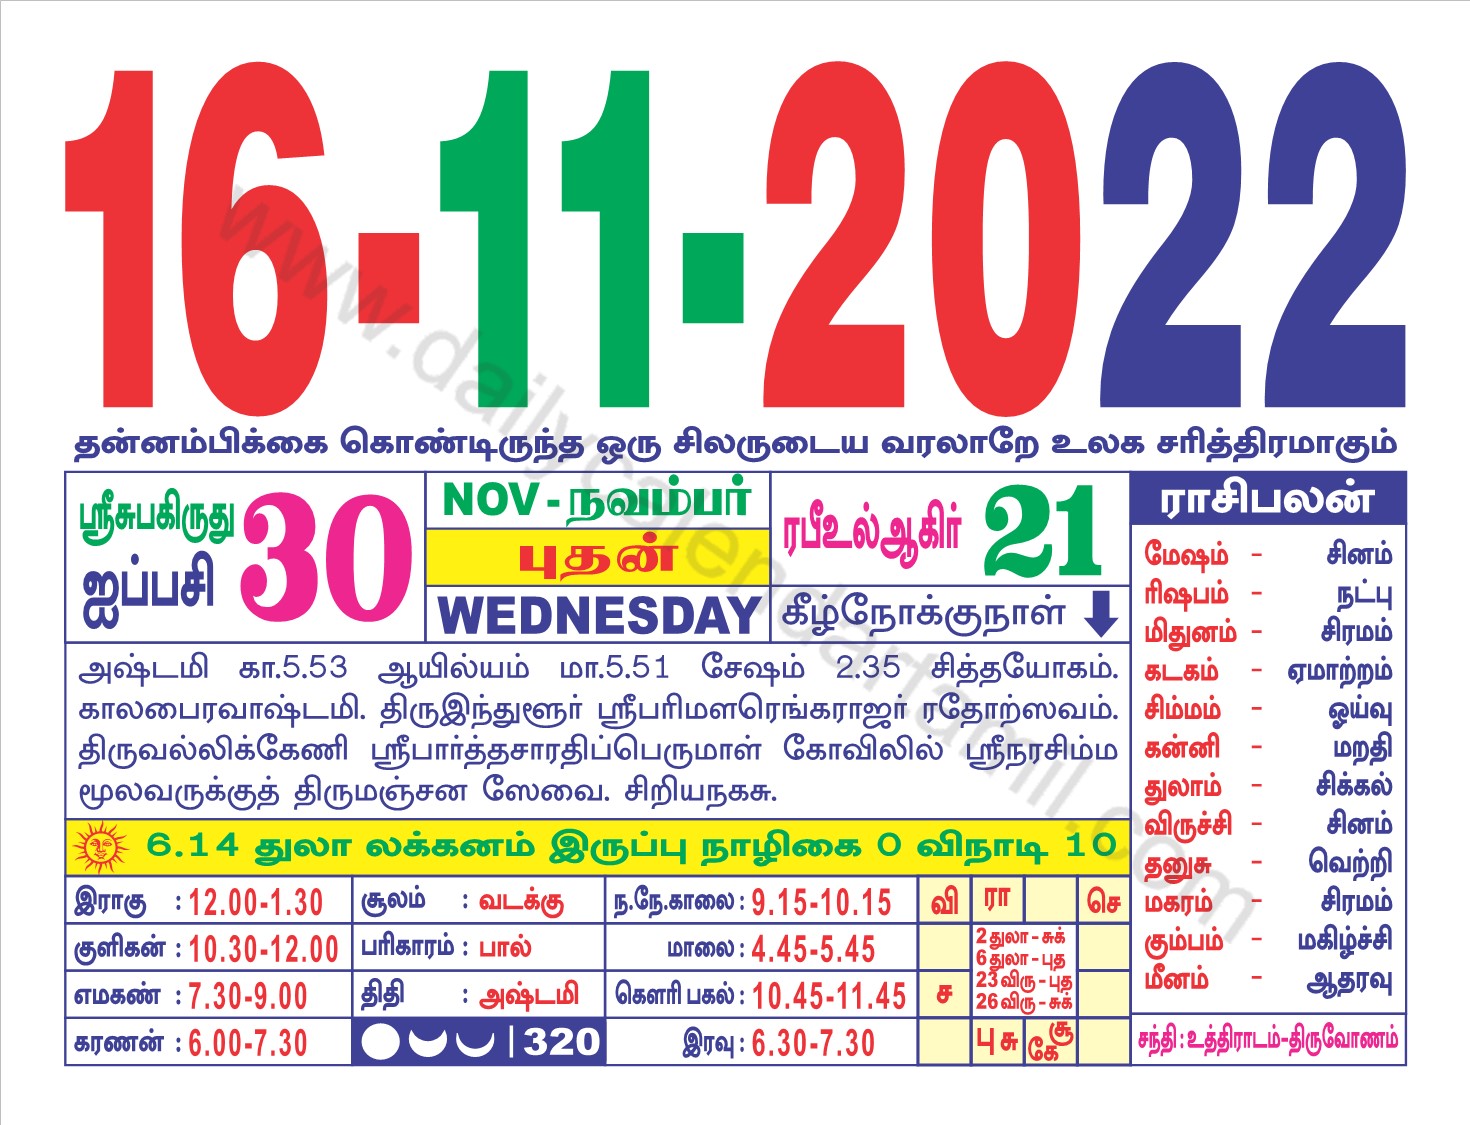 16-11-2022
தன்னம்பிக்கை கொண்டிருந்த ஒரு சிலருடைய வரலாறே உலக சரித்திரமாகும்
ஸ்ரீசுபகிருது
ஐப்பசி
30
NOV - நவம்பர்
புதன்
WEDNESDAY
ரபீஉல்ஆகிர்
21
கீழ்நோக்குநாள்
அஷ்டமி கா.5.53 ஆயில்யம் மா.5.51 சேஷம் 2.35 சித்தயோகம்.
காலபைரவாஷ்டமி. திருஇந்துளூர் ஸ்ரீபரிமளரெங்கராஜர் ரதோற்ஸவம்.
திருவல்லிக்கேணி ஸ்ரீபார்த்தசாரதிப்பெருமாள் கோவிலில் ஸ்ரீநரசிம்ம
மூலவருக்குத் திருமஞ்சன ஸேவை. சிறியநகசு.
6.14 துலா லக்கனம் இருப்பு நாழிகை 0 விநாடி 10
இராகு : 12.00-1.30
குளிகன் : 10.30-12.00
எமகண் : 7.30-9.00
கரணன் : 6.00-7.30
சூலம் : வடக்கு
பரிகாரம் : பால்
திதி : அஷ்டமி
320
ந.நே.காலை : 9.15-10.15
மாலை : 4.45-5.45
கௌரி பகல் : 10.45-11.45
இரவு : 6.30-7.30
வி ரா செ
2 துலா - சுக்
6 துலா - புத
23 விரு - புத
26 விரு - சுக்
ச
பு சு கே சூ
ராசிபலன்
மேஷம் - சினம்
ரிஷபம் - நட்பு
மிதுனம் - சிரமம்
கடகம் - ஏமாற்றம்
சிம்மம் - ஓய்வு
கன்னி - மறதி
துலாம் - சிக்கல்
விருச்சி - சினம்
தனுசு - வெற்றி
மகரம் - சிரமம்
கும்பம் - மகிழ்ச்சி
மீனம் - ஆதரவு
சந்தி : உத்திராடம்-திருவோணம்
www.dailycalendartamil.com